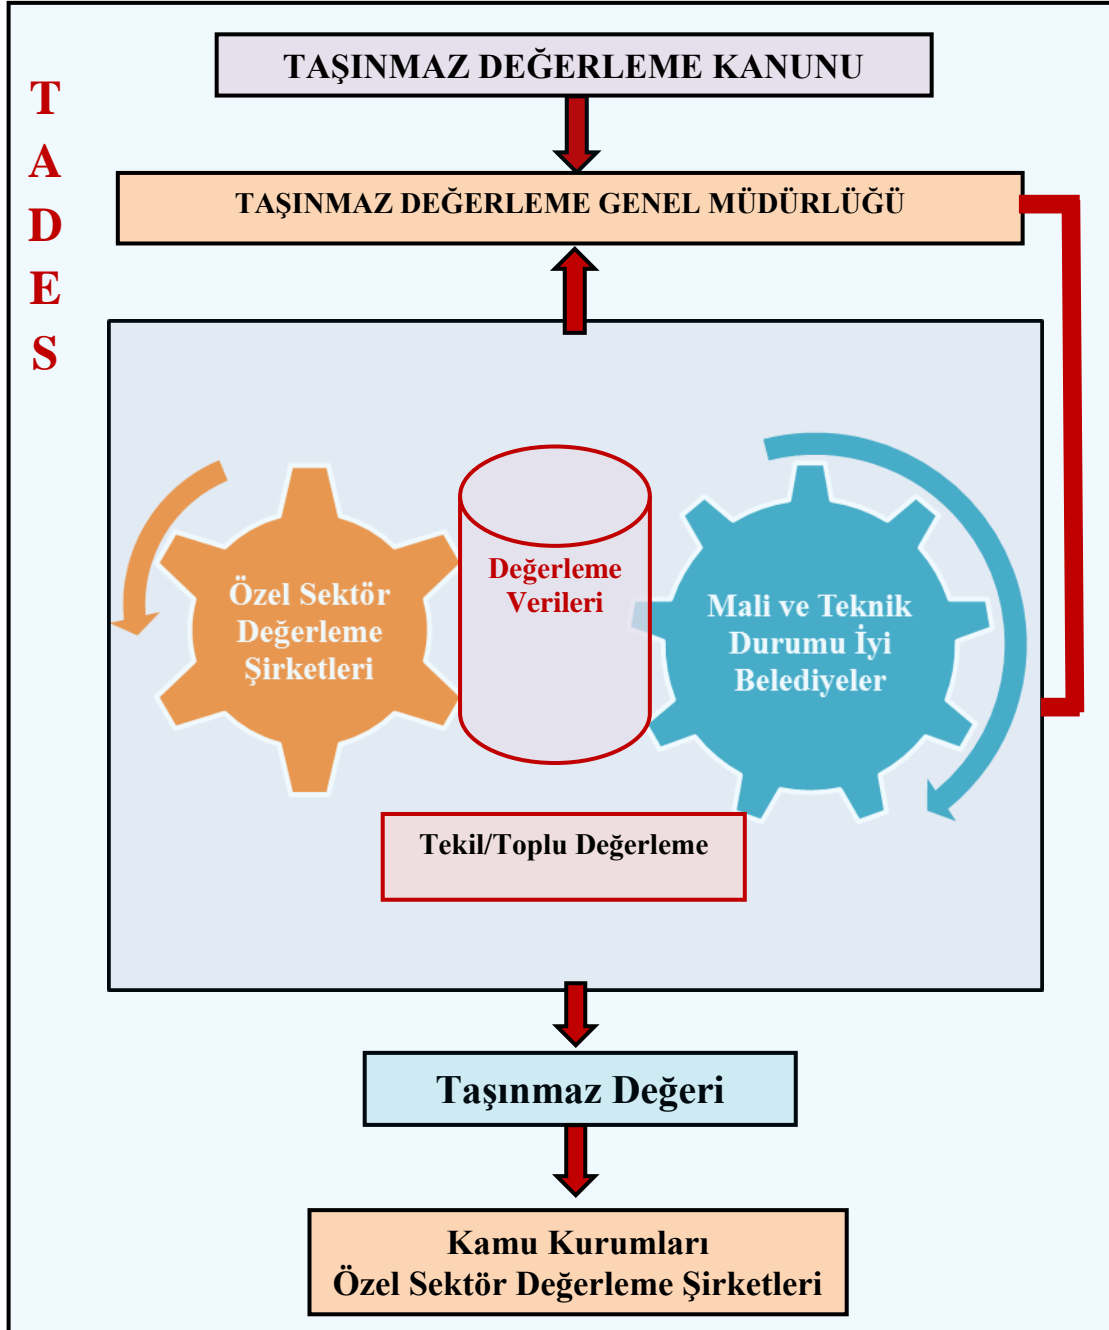 TAŞINMAZ DEĞERLEME KANUNU
T
A
D
E
S
TAŞINMAZ DEĞERLEME GENEL MÜDÜRLÜĞÜ
Özel Sektör
Değerleme
Şirketleri
Değerleme
Verileri
Mali ve Teknik
Durumu İyi
Belediyeler
Tekil/Toplu Değerleme
Taşınmaz Değeri
Kamu Kurumları
Özel Sektör Değerleme Şirketleri